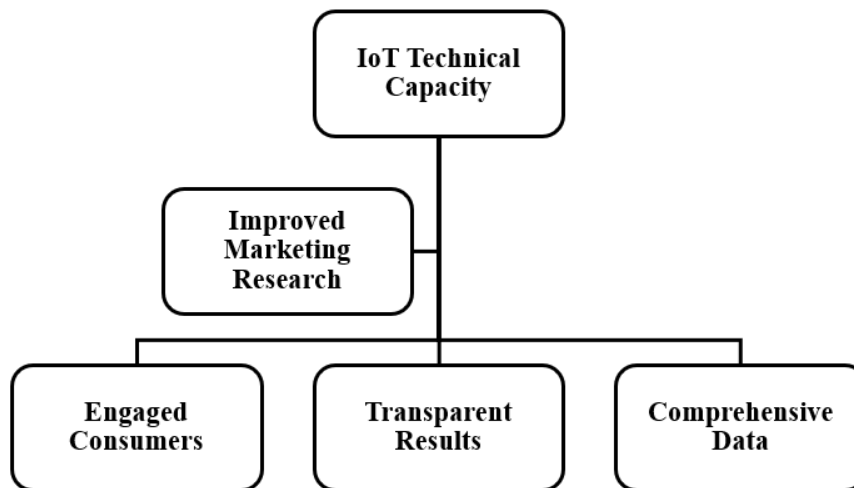 IoT Technical
Capacity
Improved
Marketing
Research
Engaged
Consumers
Transparent
Results
Comprehensive
Data